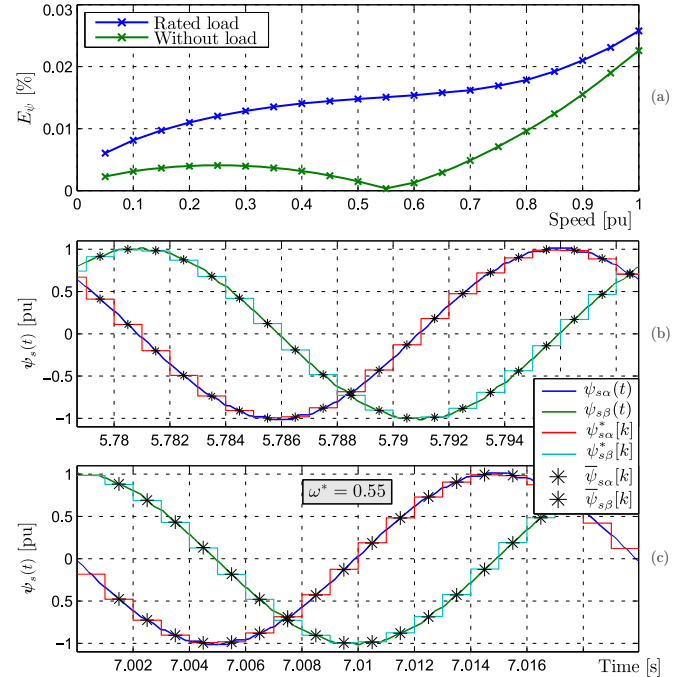 0.03
0.02
0.01
0
E_ψ [%]
Rated load
Without load
(a)
0 0.1 0.2 0.3 0.4 0.5 0.6 0.7 0.8 0.9 1
Speed [pu]
1
0.5
0
−0.5
−1
ψ_s(t) [pu]
(b)
5.78 5.782 5.784 5.786 5.788 5.79 5.792 5.794
ψ_sα(t)
ψ_sβ(t)
ψ*_sα[k]
ψ*_sβ[k]
ψ̅_sα[k]
ψ̅_sβ[k]
1
0.5
0
0.5
−1
ψ_s(t) [pu]
ω* = 0.55
(c)
7.002 7.004 7.006 7.008 7.01 7.012 7.014 7.016
Time [s]